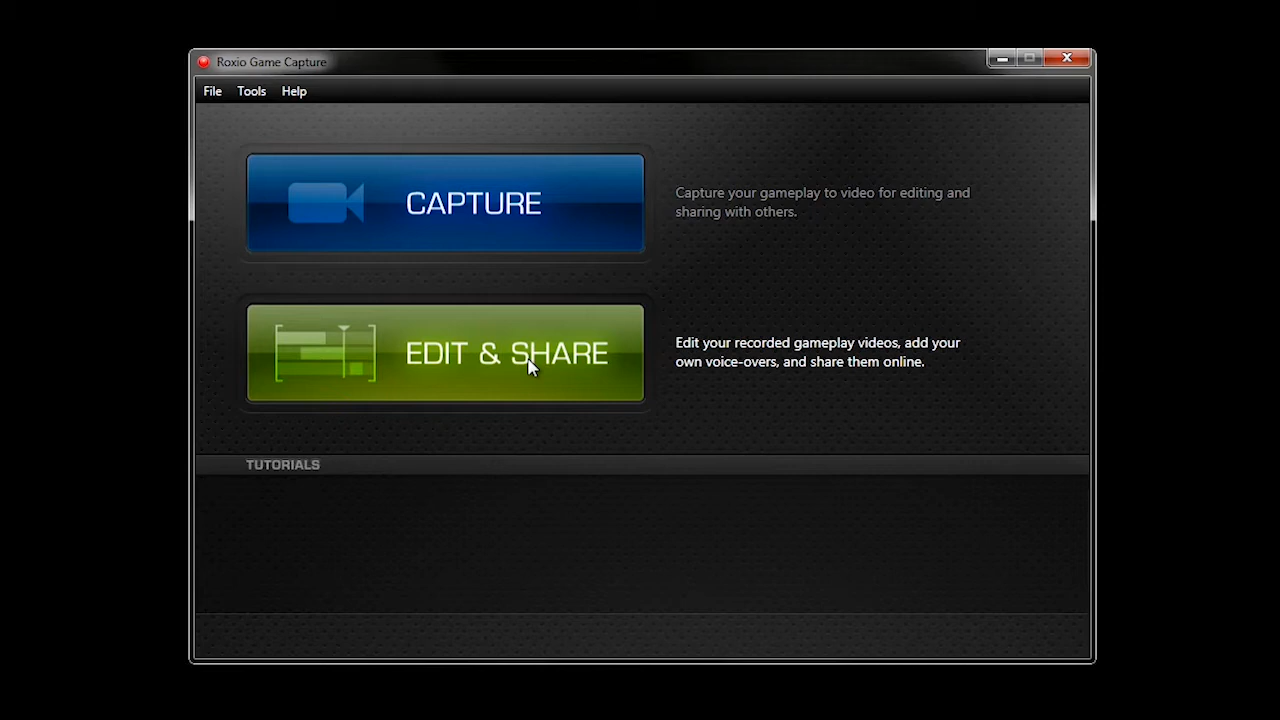 Roxio Game Capture
File Tools Help
CAPTURE
Capture your gameplay to video for editing and
sharing with others.
EDIT & SHARE
Edit your recorded gameplay videos, add your
own voice-overs, and share them online.
TUTORIALS